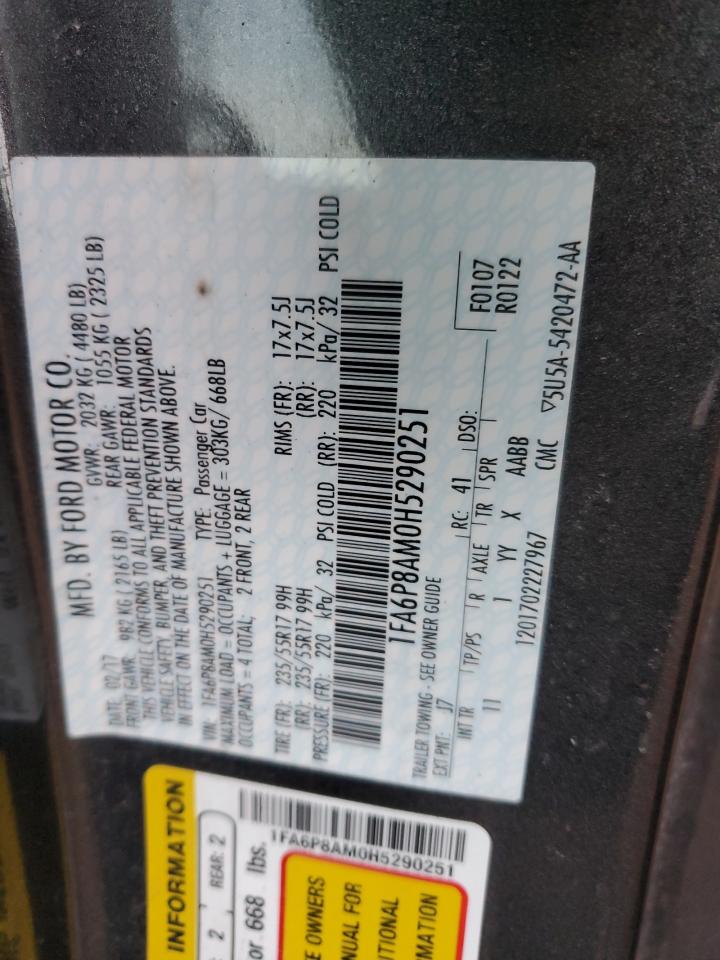 MFD. BY FORD MOTOR CO.
DATE: 02/17 GVWR: 2032 KG ( 4480 LB)
FRONT GAWR: 982 KG ( 2165 LB) REAR GAWR: 1055 KG ( 2325 LB)
THIS VEHICLE CONFORMS TO ALL APPLICABLE FEDERAL MOTOR
VEHICLE SAFETY, BUMPER, AND THEFT PREVENTION STANDARDS
IN EFFECT ON THE DATE OF MANUFACTURE SHOWN ABOVE.
VIN: 1FA6P8AM0H5290251 TYPE: Passenger Car
MAXIMUM LOAD = OCCUPANTS + LUGGAGE = 303KG/ 668LB
OCCUPANTS = 4 TOTAL; 2 FRONT, 2 REAR
TIRE (FR): 235/55R17 99H RIMS (FR): 17x7.5J
(RR): 235/55R17 99H (RR): 17x7.5J
PRESSURE (FR): 220 kPa/ 32 PSI COLD (RR): 220 kPa/ 32 PSI COLD
1FA6P8AM0H5290251
TRAILER TOWING - SEE OWNER GUIDE
EXT PNT: J7 RC: 41 DSO: F0107
R0122
INT TR TP/PS R AXLE TR SPR
11 I YY X AABB
CMC ▽5U5A-5420472-AA
1201702227967
INFORMATION
2 REAR: 2
or 668 lbs.
1FA6P8AM0H5290251
E OWNERS
NUAL FOR
ITIONAL
RMATION